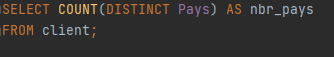 SELECT COUNT(DISTINCT Pays) AS nbr_pays
FROM client;